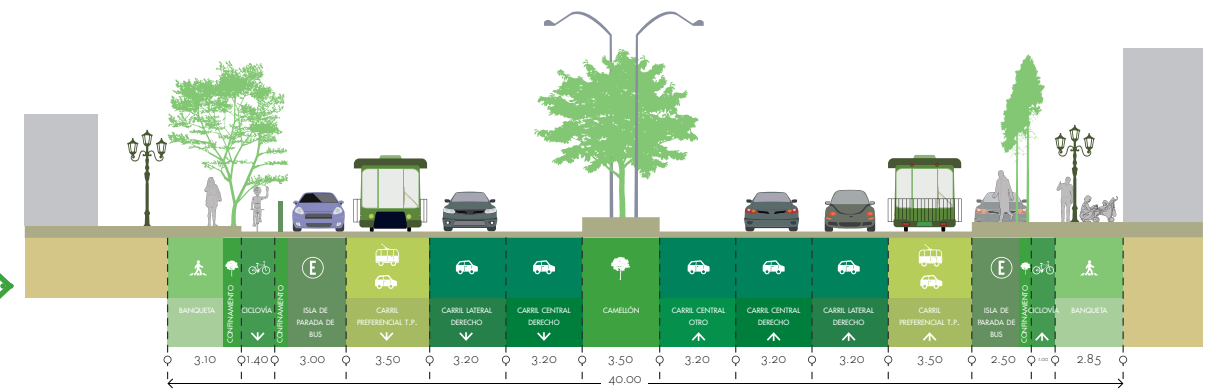 BANQUETA
CONFINAMENTO
CICLOVÍA
CONFINAMENTO
E
ISLA DE
PARADA DE
BUS
CARRIL
PREFERENCIAL T.P.
CARRIL LATERAL
DERECHO
CARRIL CENTRAL
DERECHO
CAMELLÓN
CARRIL CENTRAL
OTRO
CARRIL CENTRAL
DERECHO
CARRIL LATERAL
DERECHO
CARRIL
PREFERENCIAL T.P.
E
ISLA DE
PARADA DE
BUS
CONFINAMENTO
CICLOVÍA
BANQUETA
3.10 1.40 3.00 3.50 3.20 3.20 3.50 3.20 3.20 3.20 3.50 2.50 2.85
40.00